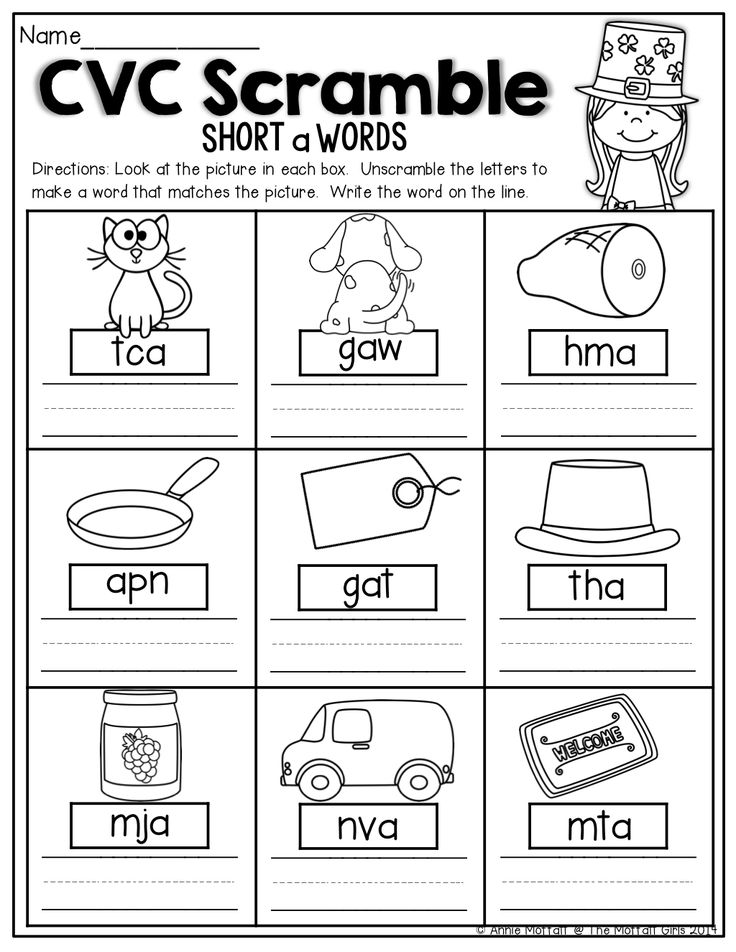 Name_______________
CVC Scramble
SHORT a WORDS
Directions: Look at the picture in each box.  Unscramble the letters to
make a word that matches the picture.  Write the word on the line.
tca gaw hma
apn gat tha
WELCOME
mja nva mta
© Annie Moffatt @ The Moffatt Girls 2014